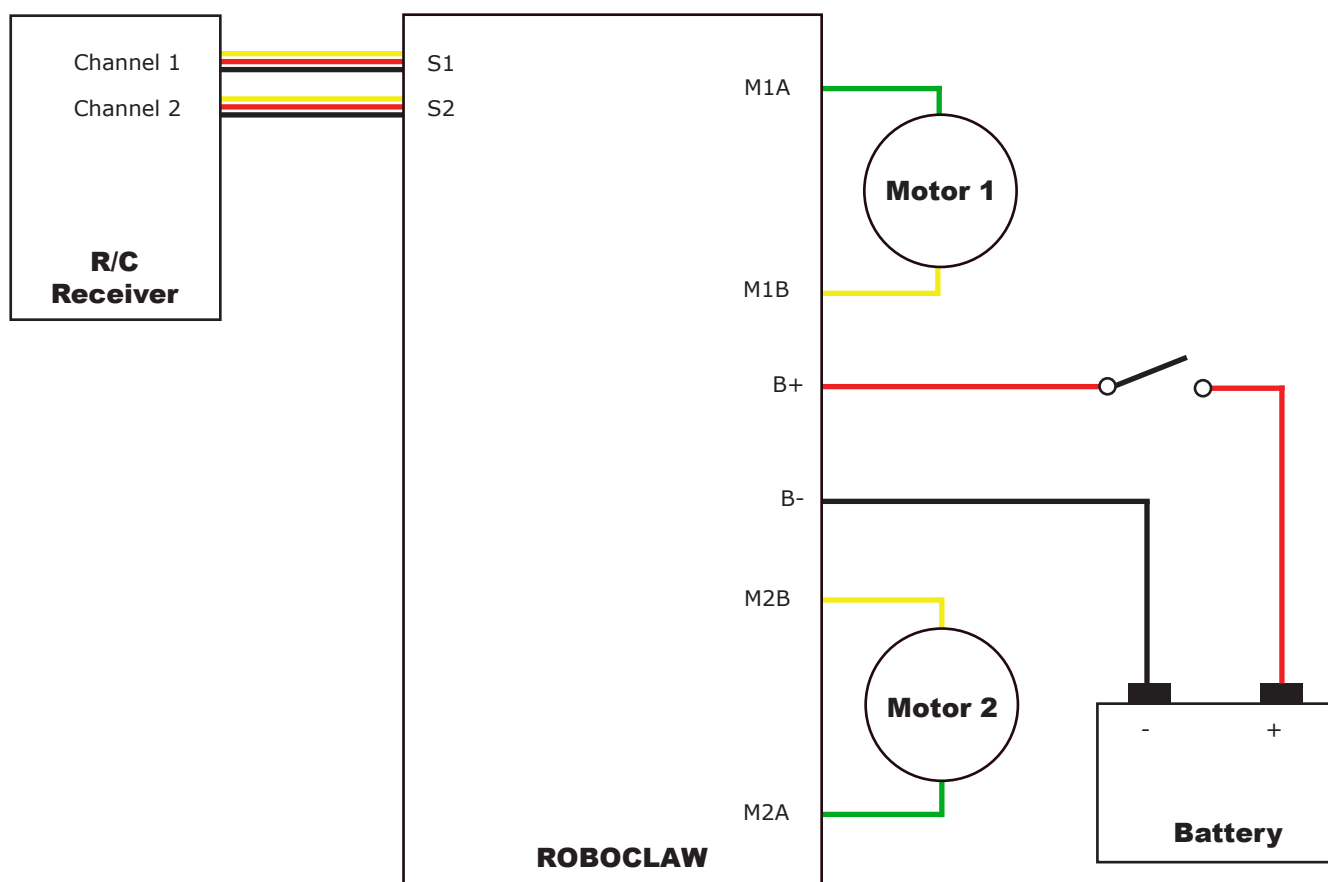 Channel 1
Channel 2
R/C
Receiver
S1
S2
M1A
M1B
B+
B-
M2B
M2A
ROBOCLAW
Motor 1
Motor 2
- +
Battery